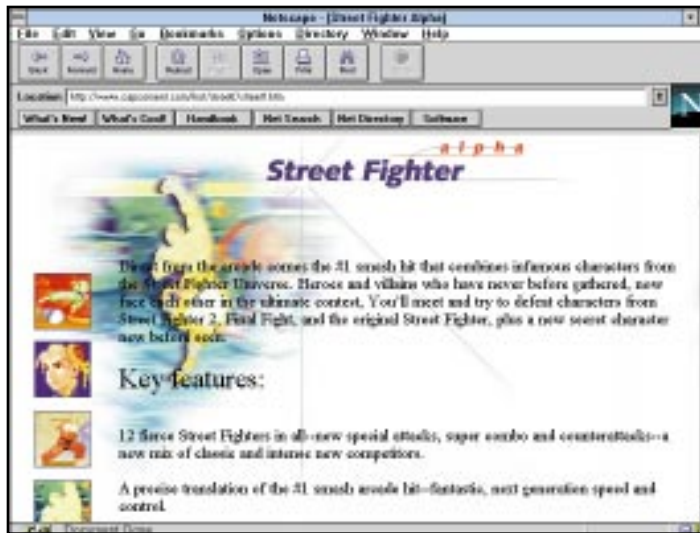 Netscape - [Street Fighter Alpha]
File Edit View Go Bookmarks Options Directory Window Help
Back Forward Home Reload Open Print Find
Location:
What's New! What's Cool! Handbook Net Search Net Directory Software
alpha
Street Fighter
Direct from the arcade comes the #1 smash hit that combines infamous characters from
the Street Fighter Universe. Heroes and villains who have never before gathered, now
face each other in the ultimate contest. You'll meet and try to defeat characters from
Street Fighter 2, Final Fight, and the original Street Fighter, plus a new secret character
new before seen.
Key features:
12 fierce Street Fighters in all-new special attacks, super combo and counterattacks--a
new mix of classic and intense new competitors.
A precise translation of the #1 smash arcade hit--fantastic, next generation speed and
control.
Document: Done